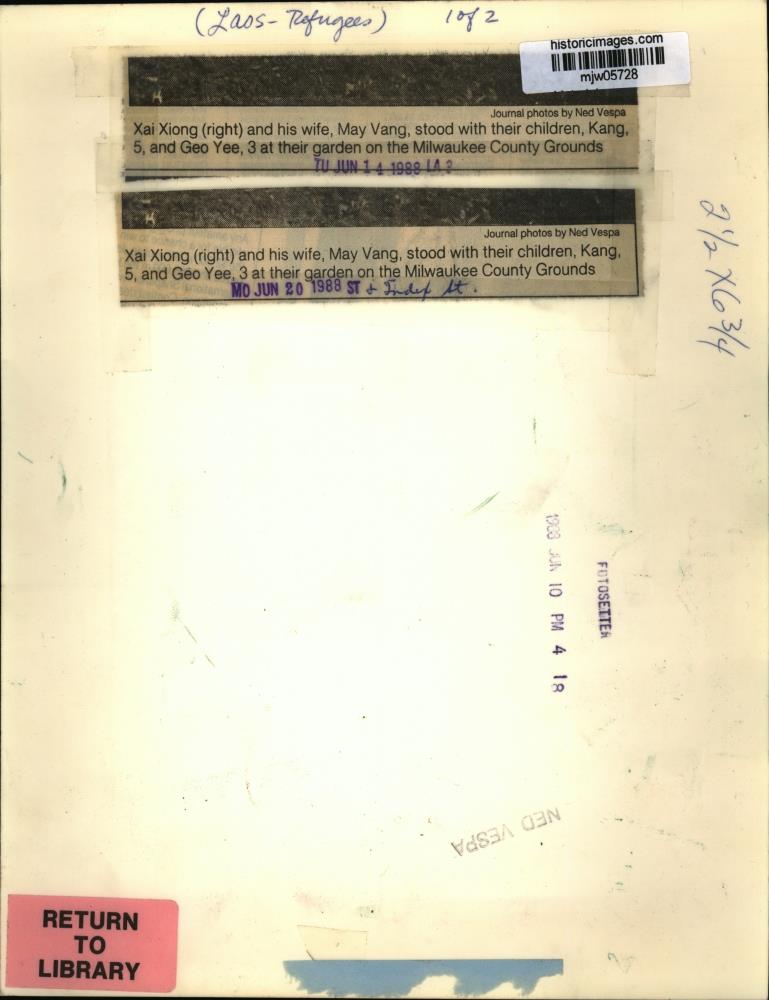 (Laos - Refugees) 1 of 2
historicimages.com
mjw05728
Journal photos by Ned Vespa
Xai Xiong (right) and his wife, May Vang, stood with their children, Kang,
5, and Geo Yee, 3 at their garden on the Milwaukee County Grounds
TU JUN 14 1988
Journal photos by Ned Vespa
Xai Xiong (right) and his wife, May Vang, stood with their children, Kang,
5, and Geo Yee, 3 at their garden on the Milwaukee County Grounds
MO JUN 20 1988 ST & Index St.
2 1/2 X 6 3/4
FOTOSETTER
1988 JUN 10 PM 4 18
NED VESPA
RETURN
TO
LIBRARY